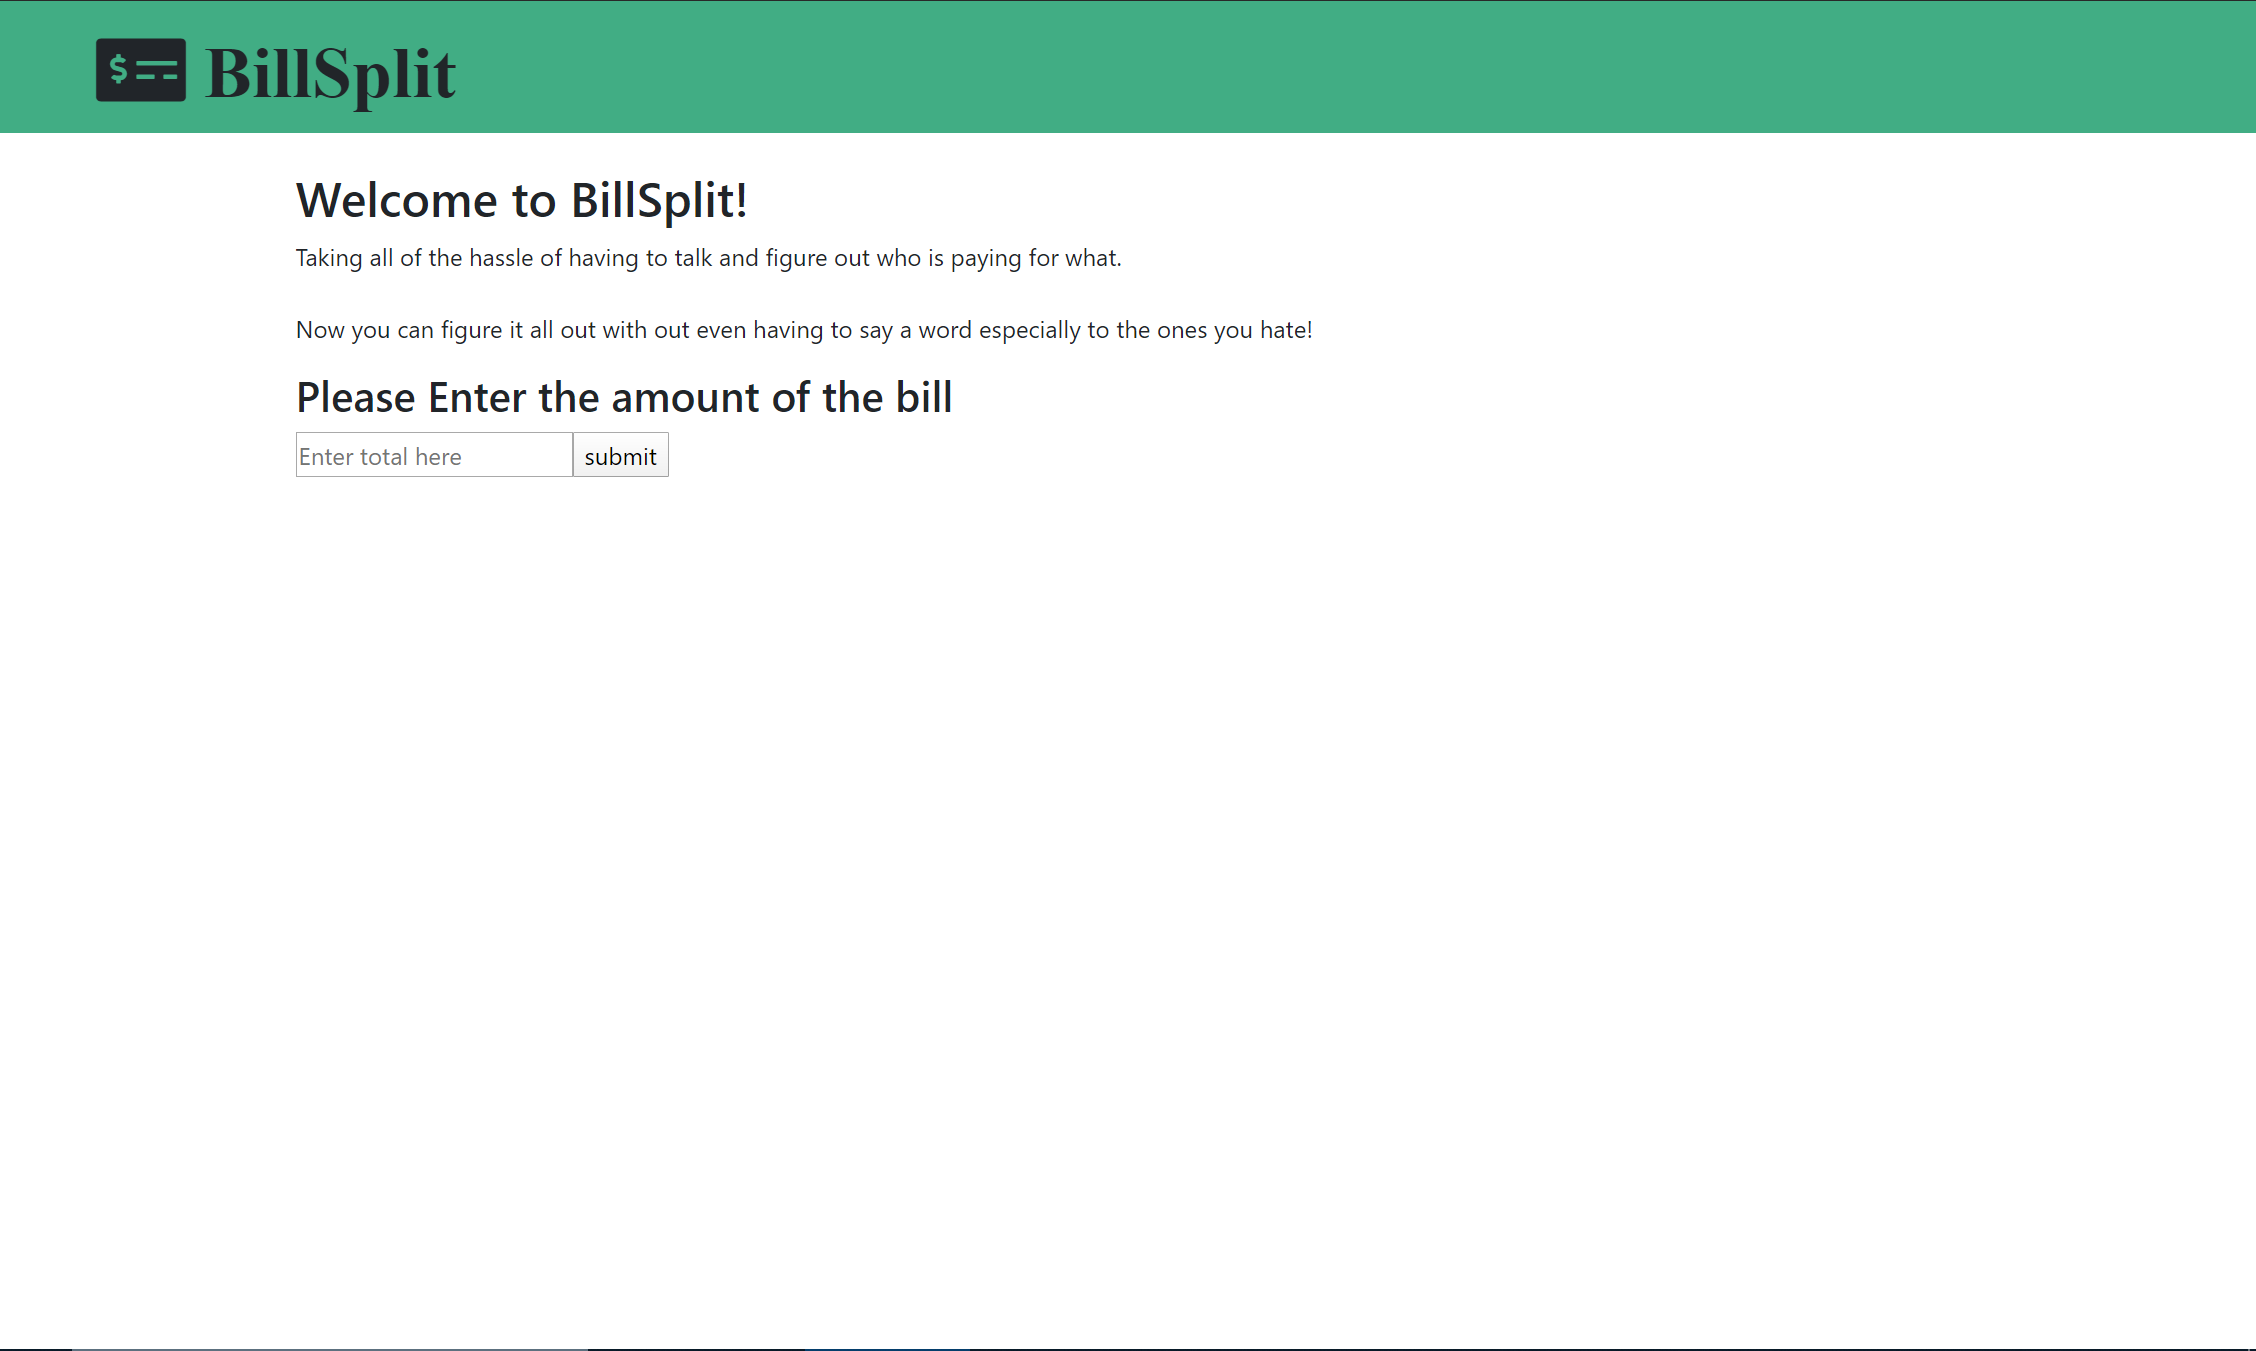 $ BillSplit
Welcome to BillSplit!
Taking all of the hassle of having to talk and figure out who is paying for what.
Now you can figure it all out with out even having to say a word especially to the ones you hate!
Please Enter the amount of the bill
Enter total here submit